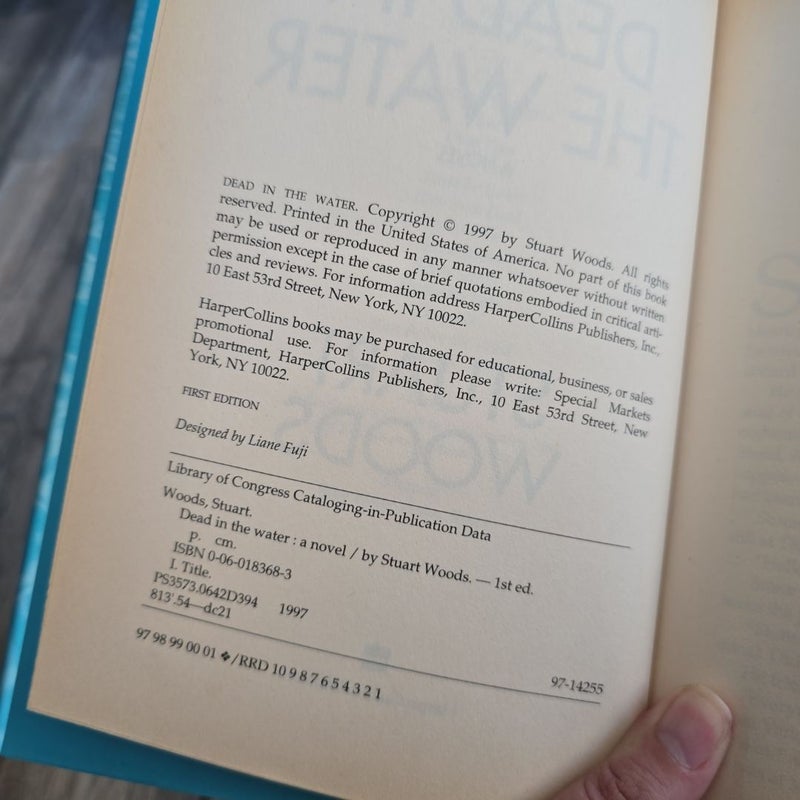 DEAD IN THE WATER. Copyright © 1997 by Stuart Woods. All rights
reserved. Printed in the United States of America. No part of this book
may be used or reproduced in any manner whatsoever without written
permission except in the case of brief quotations embodied in critical arti-
cles and reviews. For information address HarperCollins Publishers, Inc.,
10 East 53rd Street, New York, NY 10022.
HarperCollins books may be purchased for educational, business, or sales
promotional use. For information please write: Special Markets
Department, HarperCollins Publishers, Inc., 10 East 53rd Street, New
York, NY 10022.
FIRST EDITION
Designed by Liane Fuji
Library of Congress Cataloging-in-Publication Data
Woods, Stuart.
Dead in the water : a novel / by Stuart Woods. — 1st ed.
p. cm.
ISBN 0-06-018368-3
I. Title.
PS3573.0642D394 1997
813'.54—dc21
97-14255
97 98 99 00 01 ❖/RRD 10 9 8 7 6 5 4 3 2 1